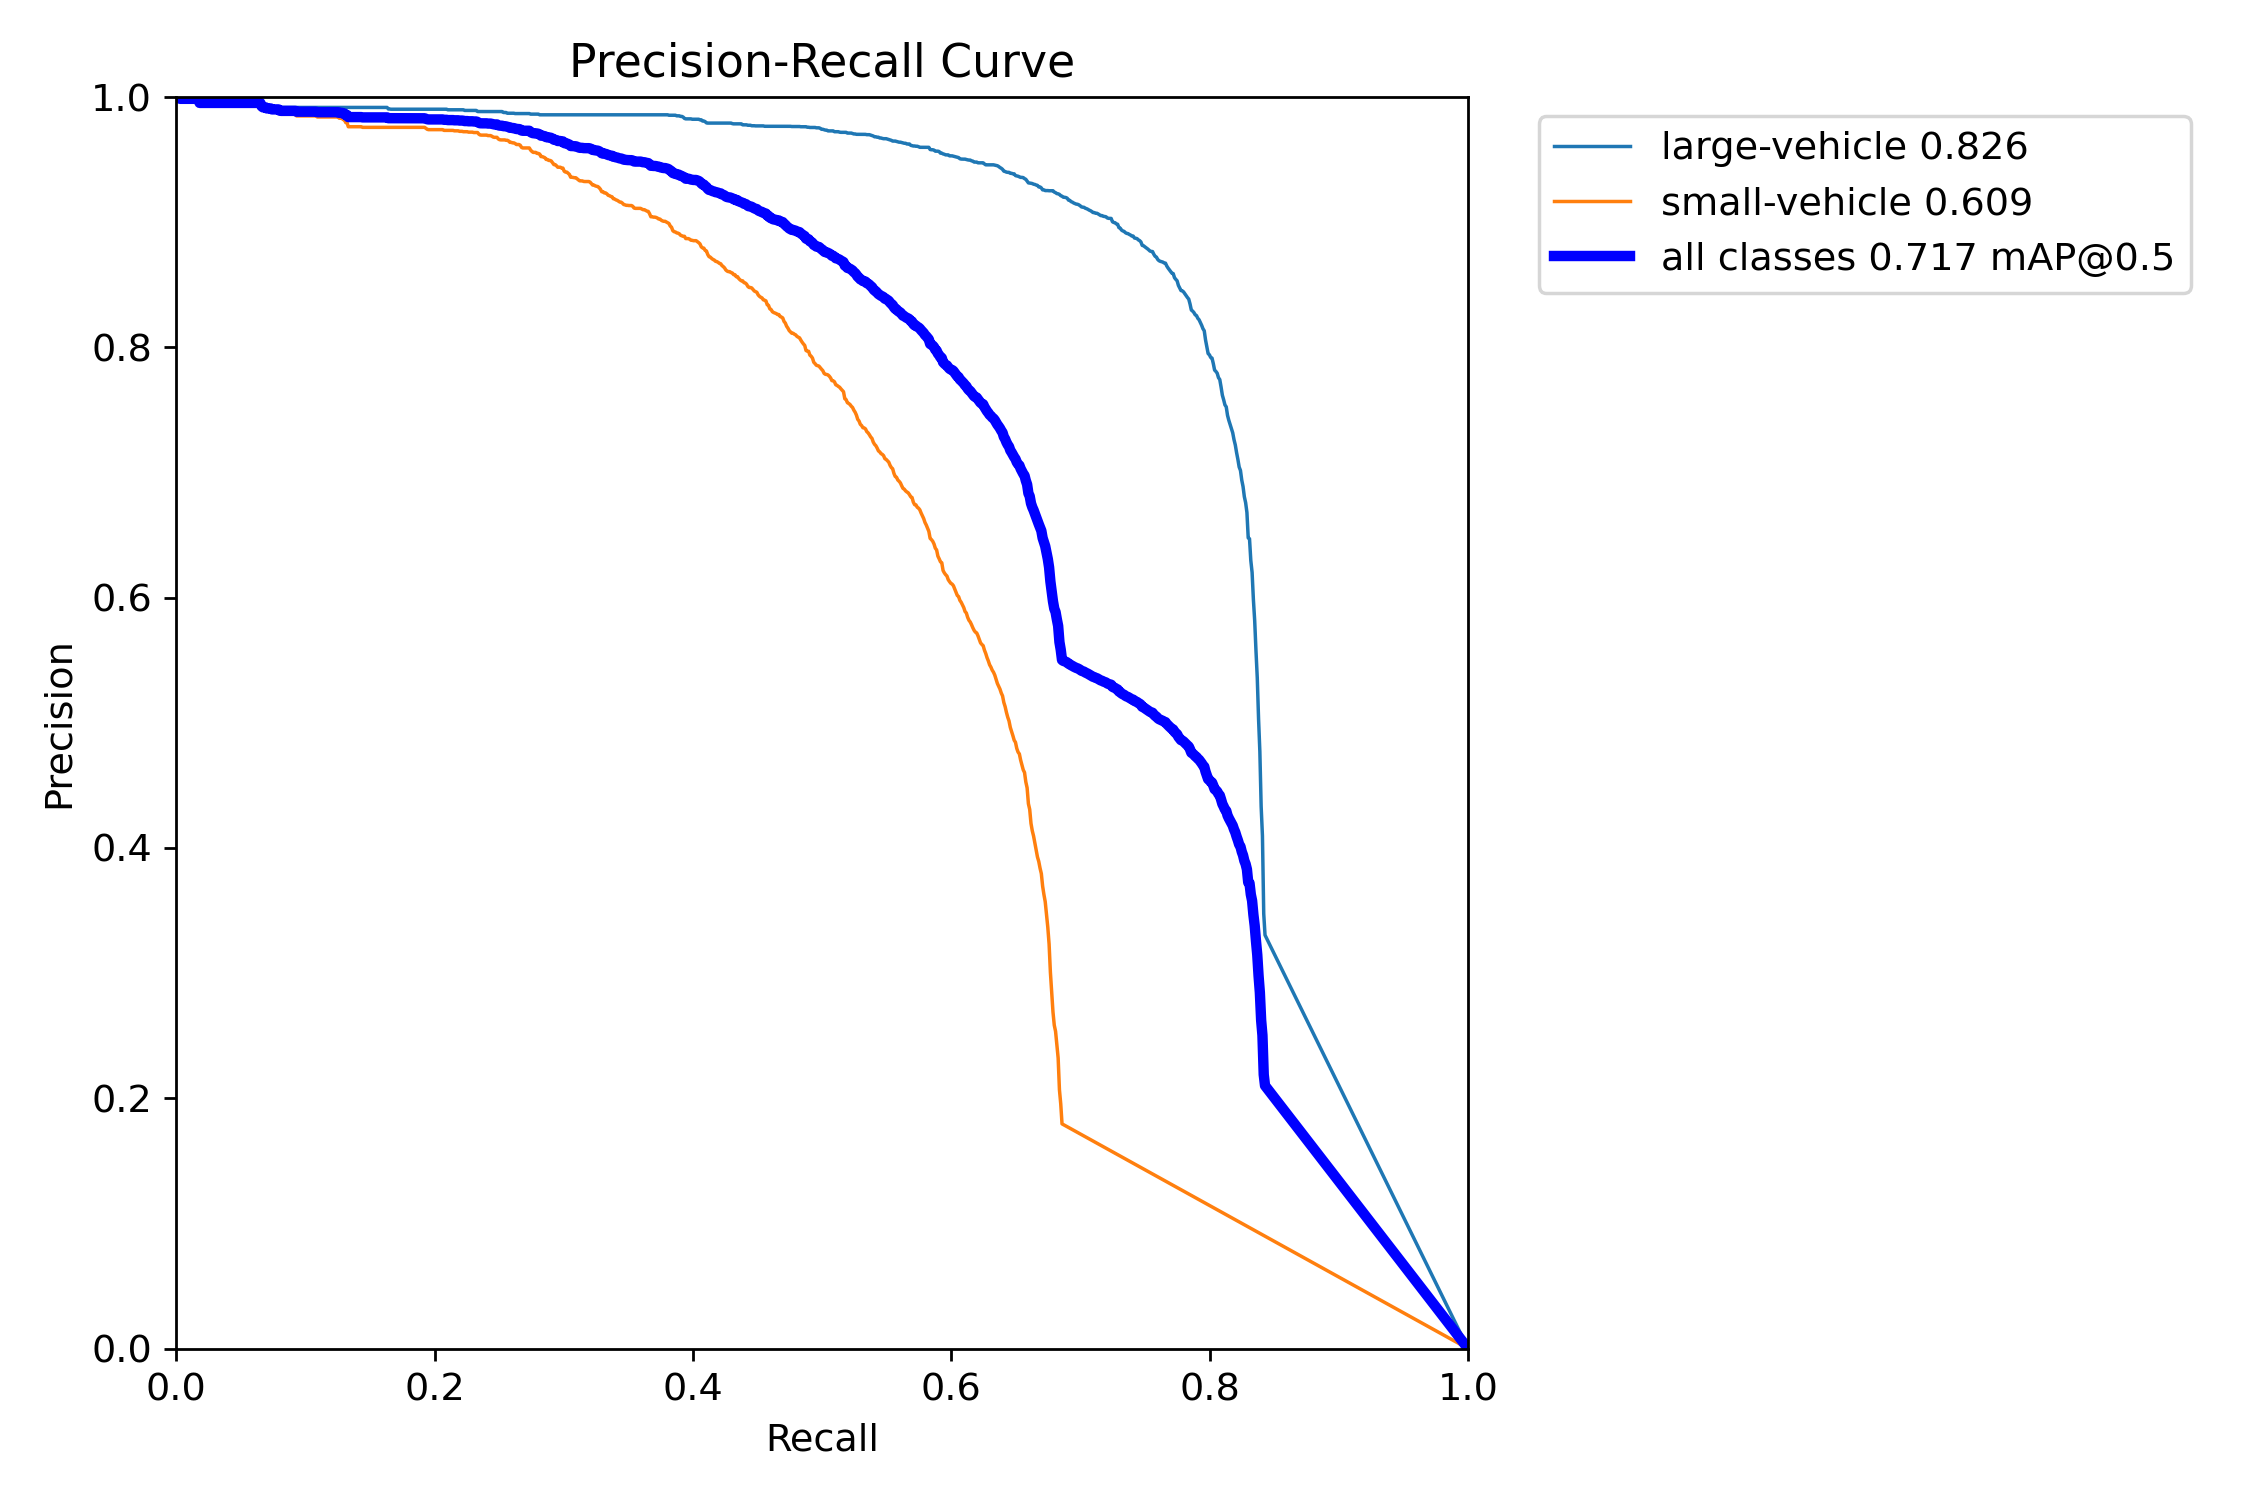 Precision-Recall Curve
1.0
0.8
0.6
0.4
0.2
0.0
Precision
0.0 0.2 0.4 0.6 0.8 1.0
Recall
large-vehicle 0.826
small-vehicle 0.609
all classes 0.717 mAP@0.5